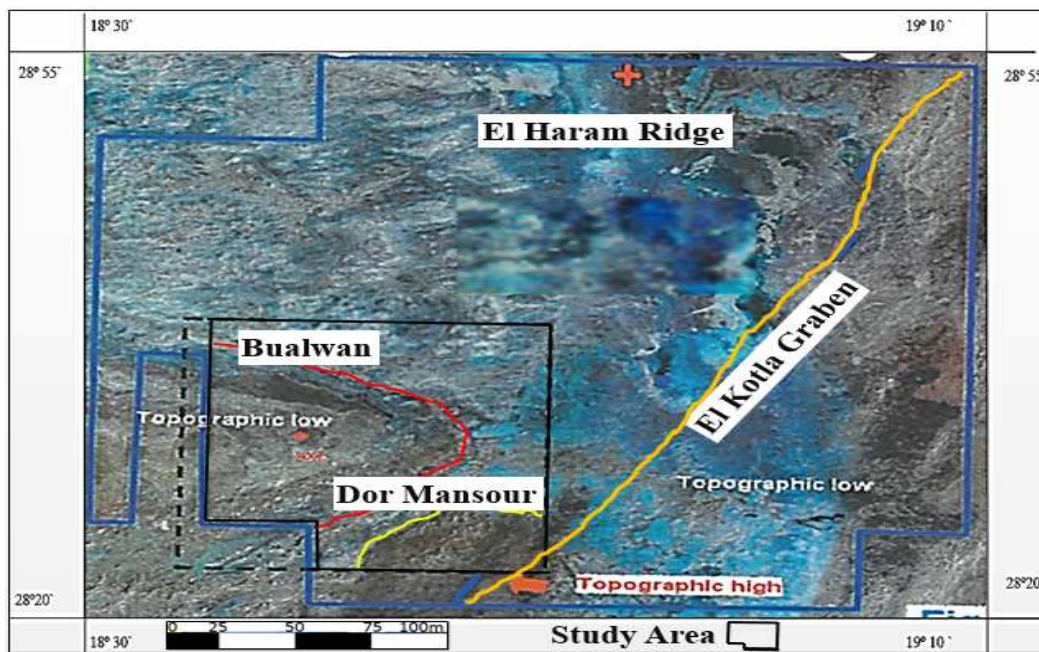 18° 30` 19° 10`
28° 55` 28° 55`
El Haram Ridge
El Kotla Graben
Bualwan
Topographic low
Dor Mansour
Topographic low
Topographic high
28° 20` 28° 20`
18° 30` 0 25 50 75 100m Study Area 19° 10`